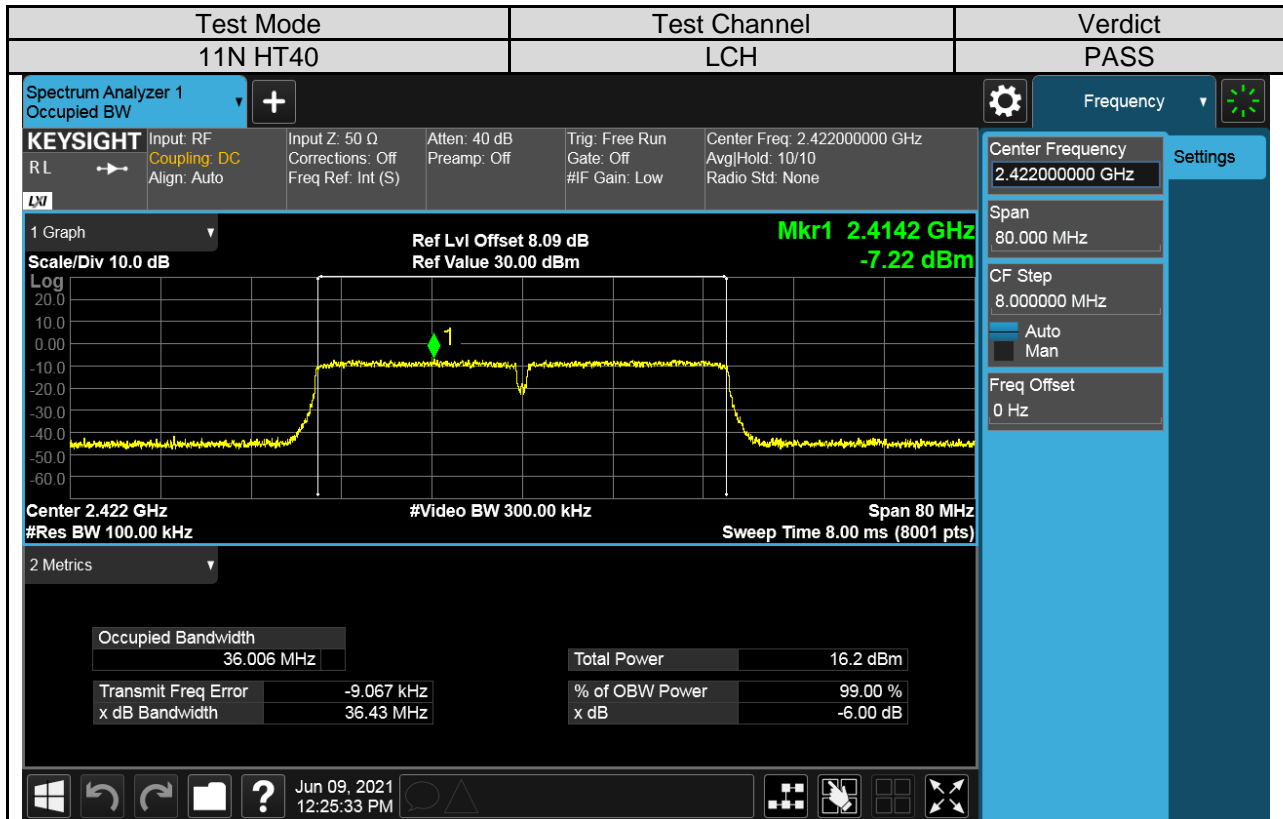 Test Mode Test Channel Verdict
11N HT40 LCH PASS
Spectrum Analyzer 1
Occupied BW
+
Frequency
KEYSIGHT Input: RF Input Z: 50 Ω Atten: 40 dB Trig: Free Run Center Freq: 2.422000000 GHz
RL Coupling: DC Corrections: Off Preamp: Off Gate: Off Avg|Hold: 10/10
Align: Auto Freq Ref: Int (S) #IF Gain: Low Radio Std: None
LXI
Center Frequency
2.422000000 GHz
Settings
Span
80.000 MHz
CF Step
8.000000 MHz
Auto
Man
Freq Offset
0 Hz
1 Graph Ref Lvl Offset 8.09 dB Mkr1 2.4142 GHz
Scale/Div 10.0 dB Ref Value 30.00 dBm -7.22 dBm
Log
20.0
10.0
1
0.00
-10.0
-20.0
-30.0
-40.0
-50.0
-60.0
Center 2.422 GHz #Video BW 300.00 kHz Span 80 MHz
#Res BW 100.00 kHz Sweep Time 8.00 ms (8001 pts)
2 Metrics
Occupied Bandwidth
36.006 MHz Total Power 16.2 dBm
Transmit Freq Error -9.067 kHz % of OBW Power 99.00 %
x dB Bandwidth 36.43 MHz x dB -6.00 dB
? Jun 09, 2021
12:25:33 PM